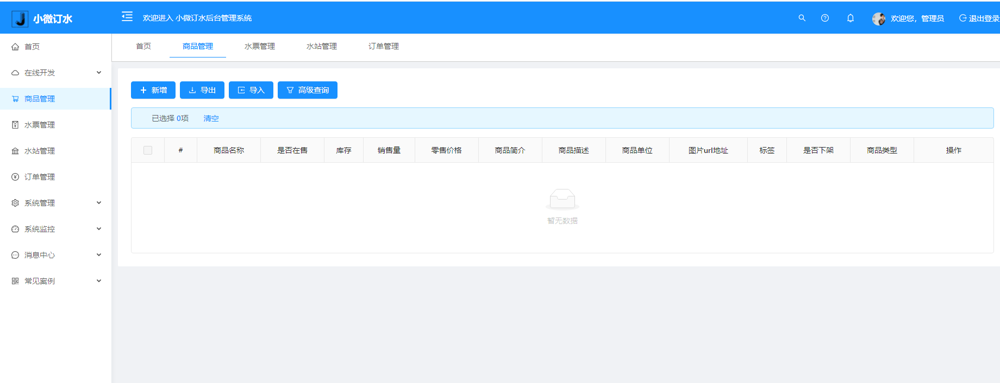 小微订水
欢迎进入 小微订水后台管理系统
欢迎您，管理员
退出登录
首页
在线开发
商品管理
水票管理
水站管理
订单管理
系统管理
系统监控
消息中心
常见案例
首页 商品管理 水票管理 水站管理 订单管理
新增 导出 导入 高级查询
已选择 0项 清空
# 商品名称 是否在售 库存 销售量 零售价格 商品简介 商品描述 商品单位 图片url地址 标签 是否下架 商品类型 操作
暂无数据